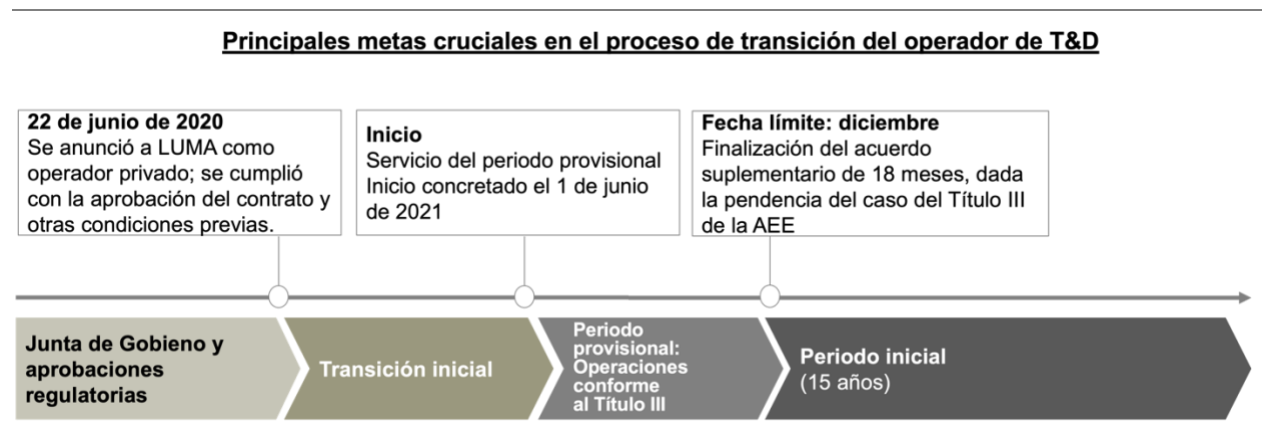 Principales metas cruciales en el proceso de transición del operador de T&D
22 de junio de 2020
Se anunció a LUMA como
operador privado; se cumplió
con la aprobación del contrato y
otras condiciones previas.
Inicio
Servicio del periodo provisional
Inicio concretado el 1 de junio
de 2021
Fecha límite: diciembre
Finalización del acuerdo
suplementario de 18 meses, dada
la pendencia del caso del Título III
de la AEE
Junta de Gobieno y
aprobaciones
regulatorias
Transición inicial
Periodo
provisional:
Operaciones
conforme
al Título III
Periodo inicial
(15 años)